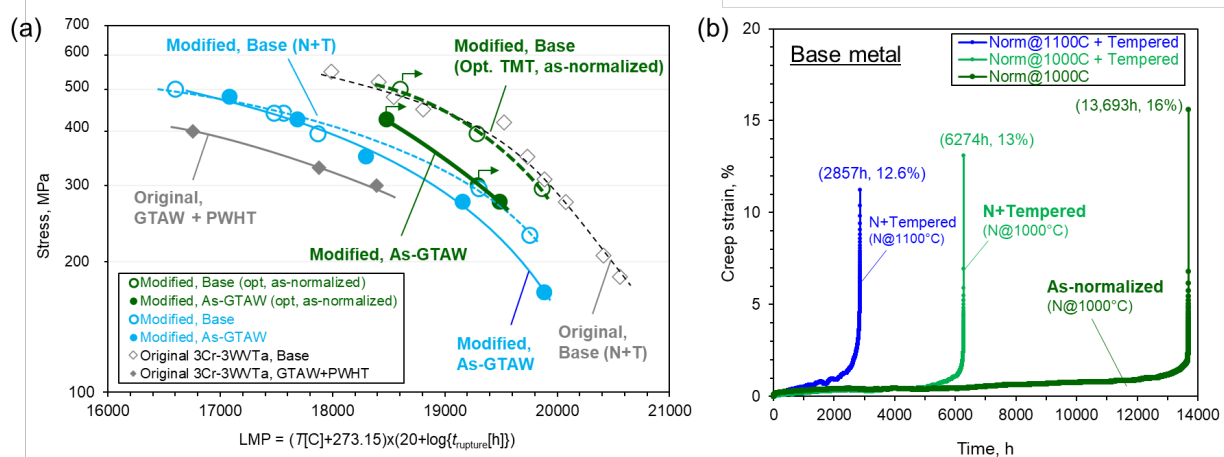 (a)
700
600
500
400
300
200
100
Stress, MPa
16000
17000
18000
19000
20000
21000
LMP = (T[C]+273.15)x(20+log{t_rupture[h]})
Modified, Base (N+T)
Modified, Base
(Opt. TMT, as-normalized)
Original,
GTAW + PWHT
Modified, As-GTAW
Modified,
As-GTAW
Original,
Base (N+T)
Modified, Base (opt, as-normalized)
Modified, As-GTAW (opt, as-normalized)
Modified, Base
Modified, As-GTAW
Original 3Cr-3WVTa, Base
Original 3Cr-3WVTa, GTAW+PWHT
(b)
Base metal
Norm@1100C + Tempered
Norm@1000C + Tempered
Norm@1000C
20
15
10
5
0
Creep strain, %
0
2000
4000
6000
8000
10000
12000
14000
Time, h
(2857h, 12.6%)
(6274h, 13%)
(13,693h, 16%)
N+Tempered
(N@1100°C)
N+Tempered
(N@1000°C)
As-normalized
(N@1000°C)